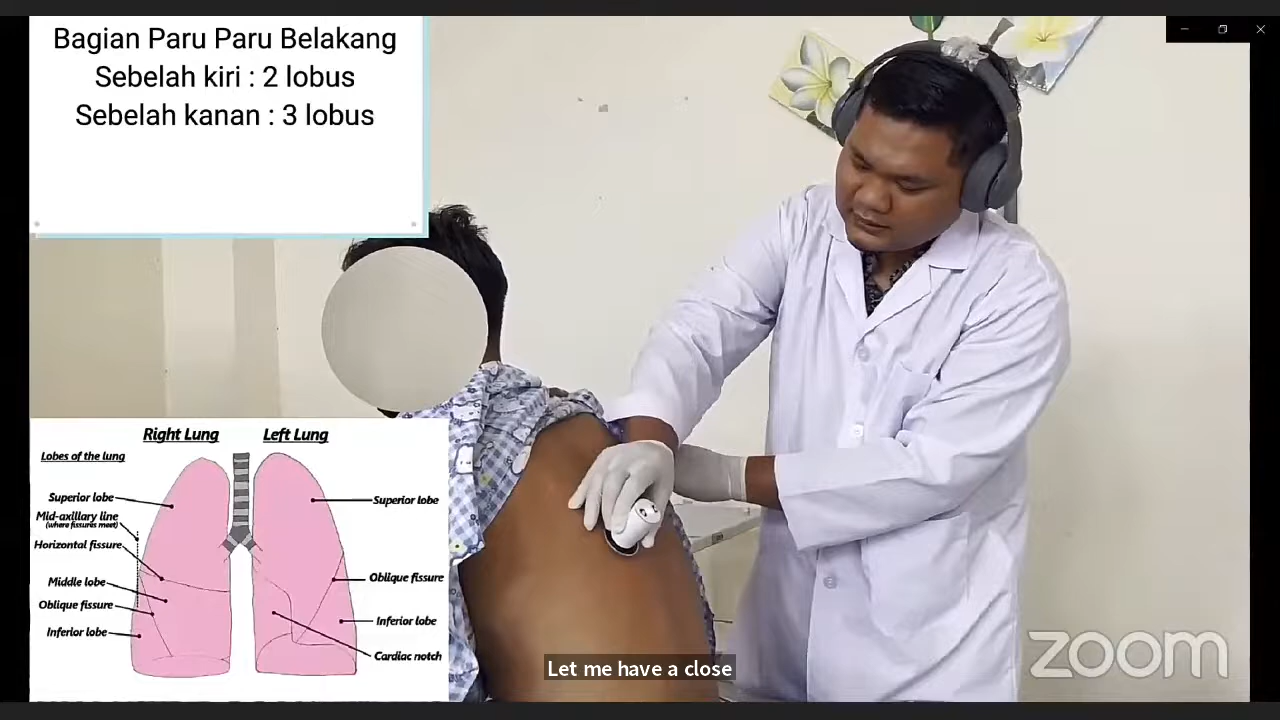 Bagian Paru Paru Belakang
Sebelah kiri : 2 lobus
Sebelah kanan : 3 lobus
Right Lung
Left Lung
Lobes of the lung
Superior lobe
Mid-axillary line
(where fissures meet)
Horizontal fissure
Middle lobe
Oblique fissure
Inferior lobe
Superior lobe
Oblique fissure
Inferior lobe
Cardiac notch
20
Let me have a close
zoom